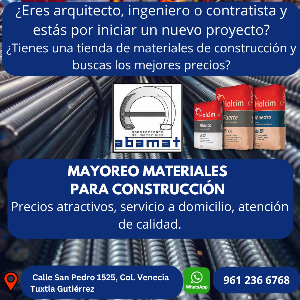 ¿Eres arquitecto, ingeniero o contratista y
estás por iniciar un nuevo proyecto?
¿Tienes una tienda de materiales de construcción y
buscas los mejores precios?
Holcim
Holcim
Fuerte
Holcim
abamat
MAYOREO MATERIALES
PARA CONSTRUCCIÓN
Precios atractivos, servicio a domicilio, atención
de calidad.
Calle San Pedro 1525, Col. Venecia
Tuxtla Gutiérrez
WhatsApp
961 236 6768